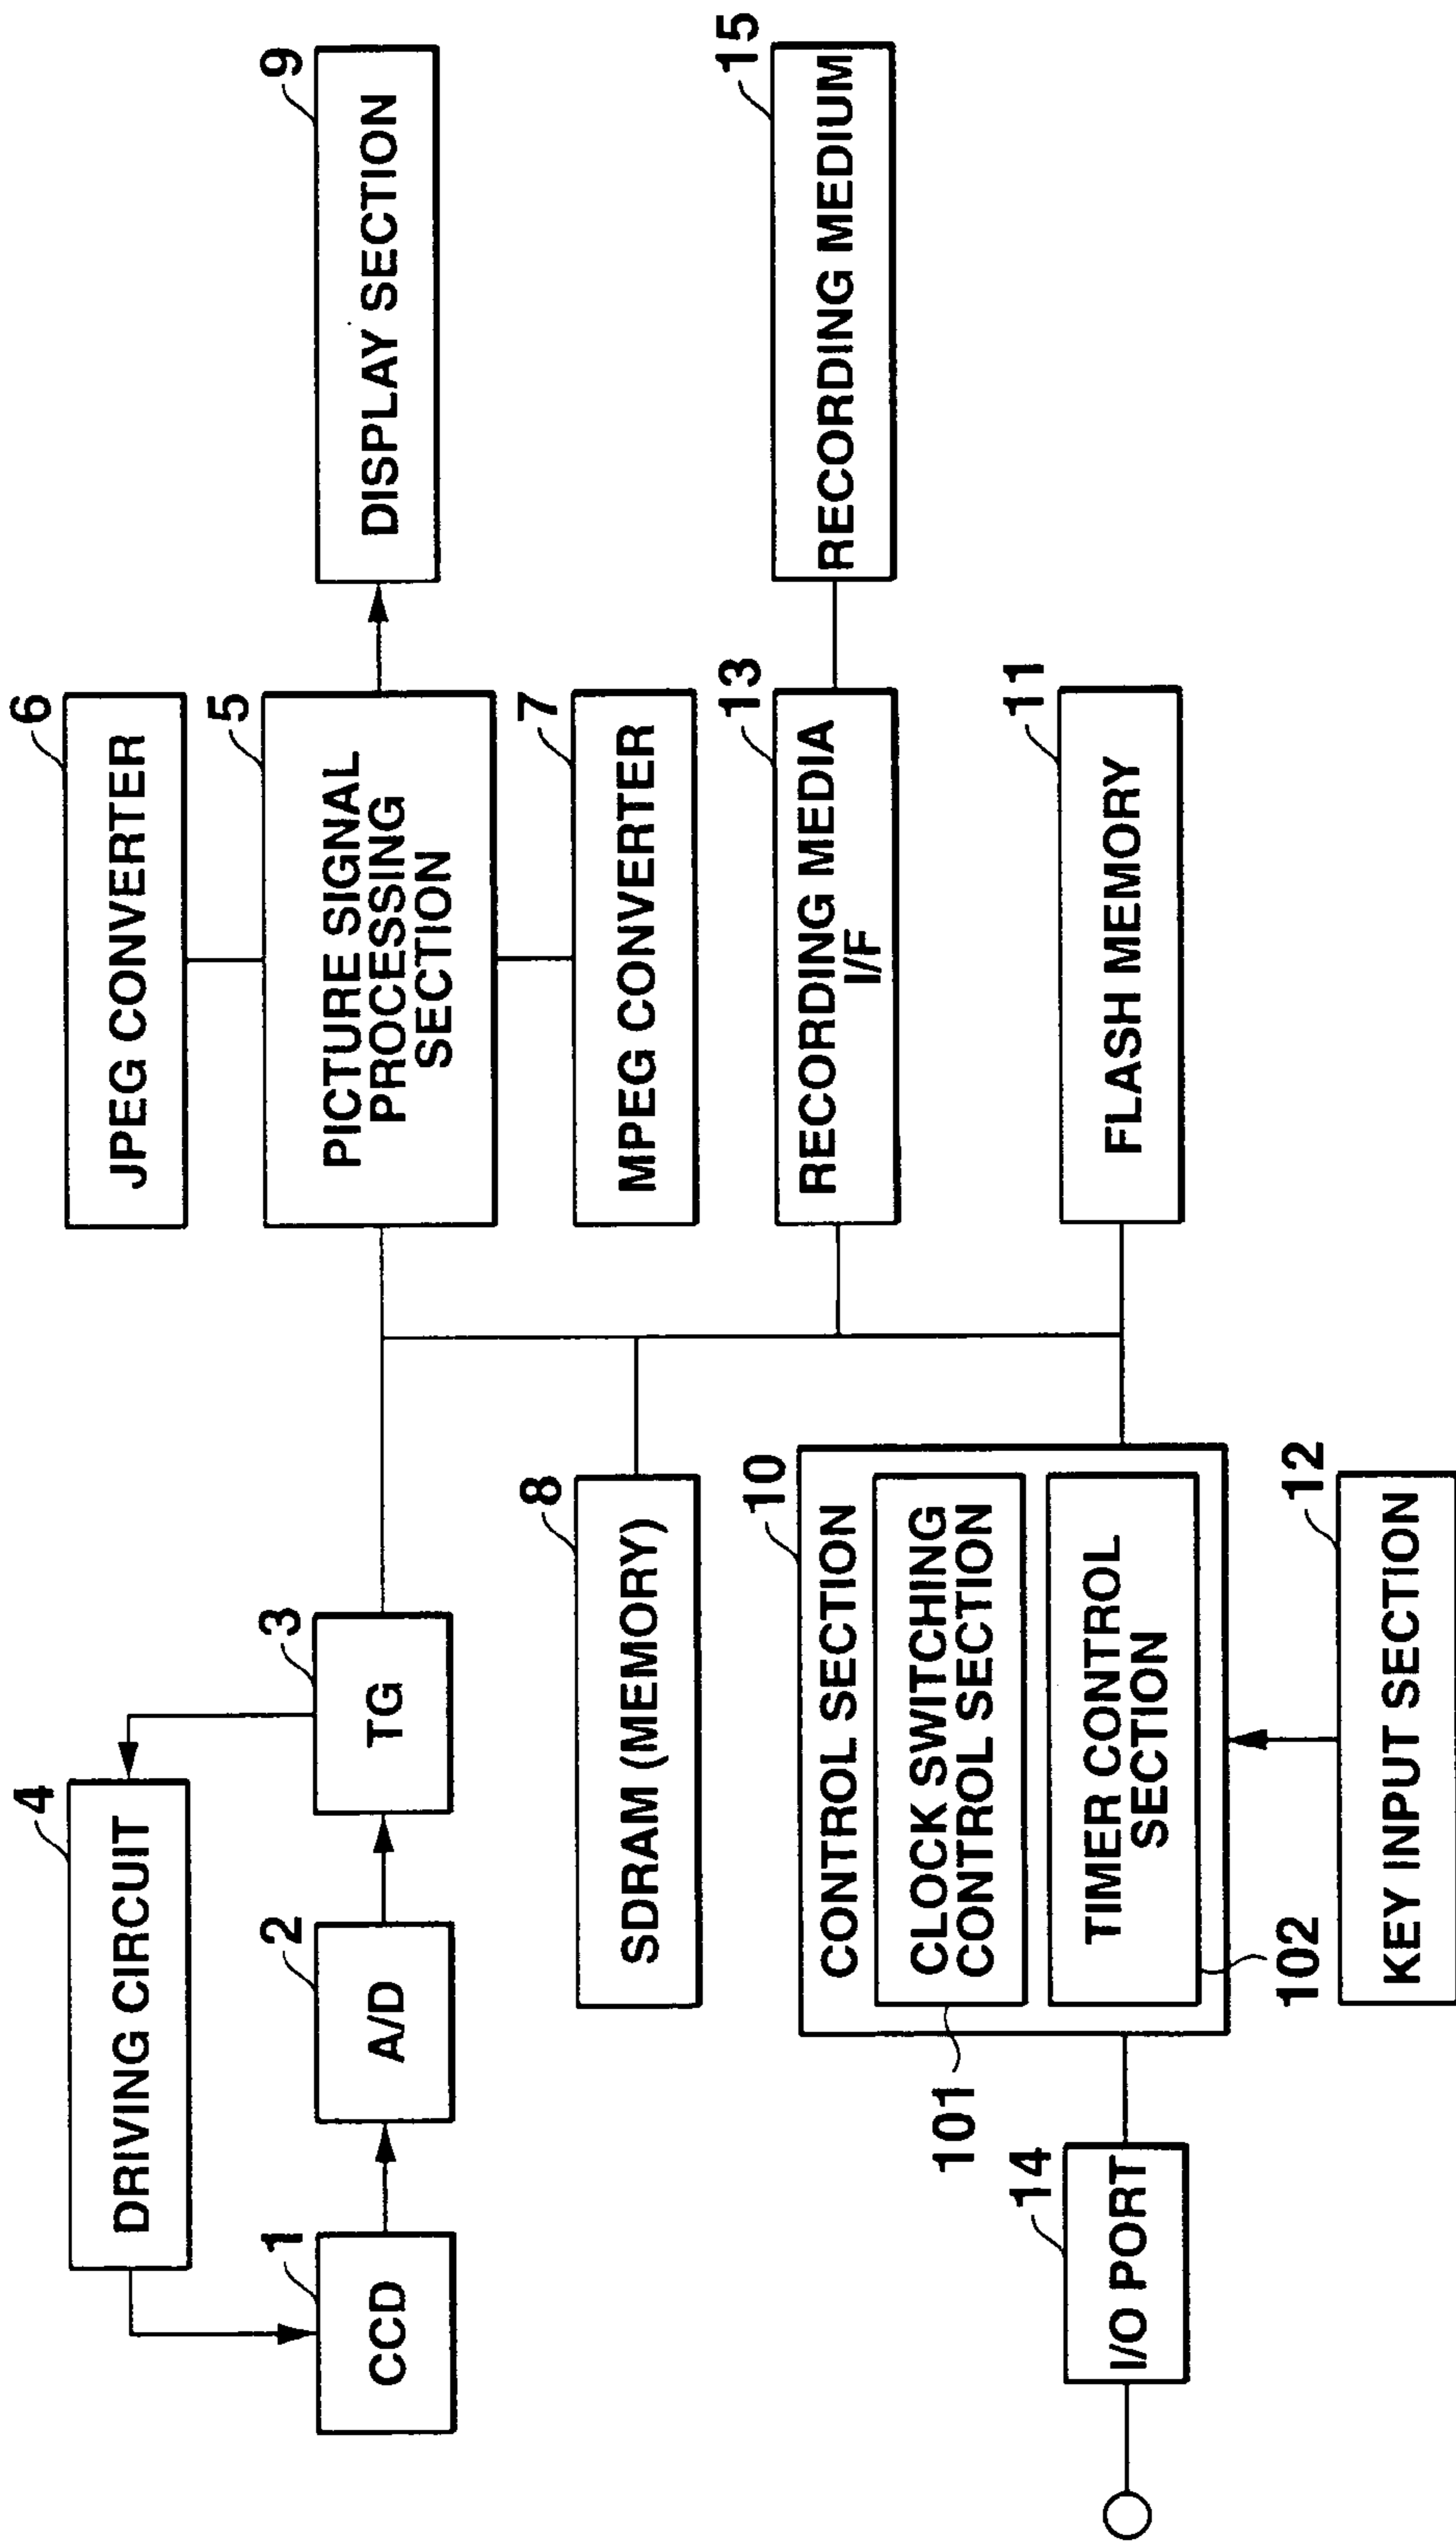 4
DRIVING CIRCUIT
1
CCD
2
A/D
3
TG
6
JPEG CONVERTER
5
PICTURE SIGNAL
PROCESSING
SECTION
7
MPEG CONVERTER
9
DISPLAY SECTION
8
SDRAM (MEMORY)
13
RECORDING MEDIA
I/F
15
RECORDING MEDIUM
10
CONTROL SECTION
CLOCK SWITCHING
CONTROL SECTION
101
TIMER CONTROL
SECTION
102
11
FLASH MEMORY
14
I/O PORT
12
KEY INPUT SECTION